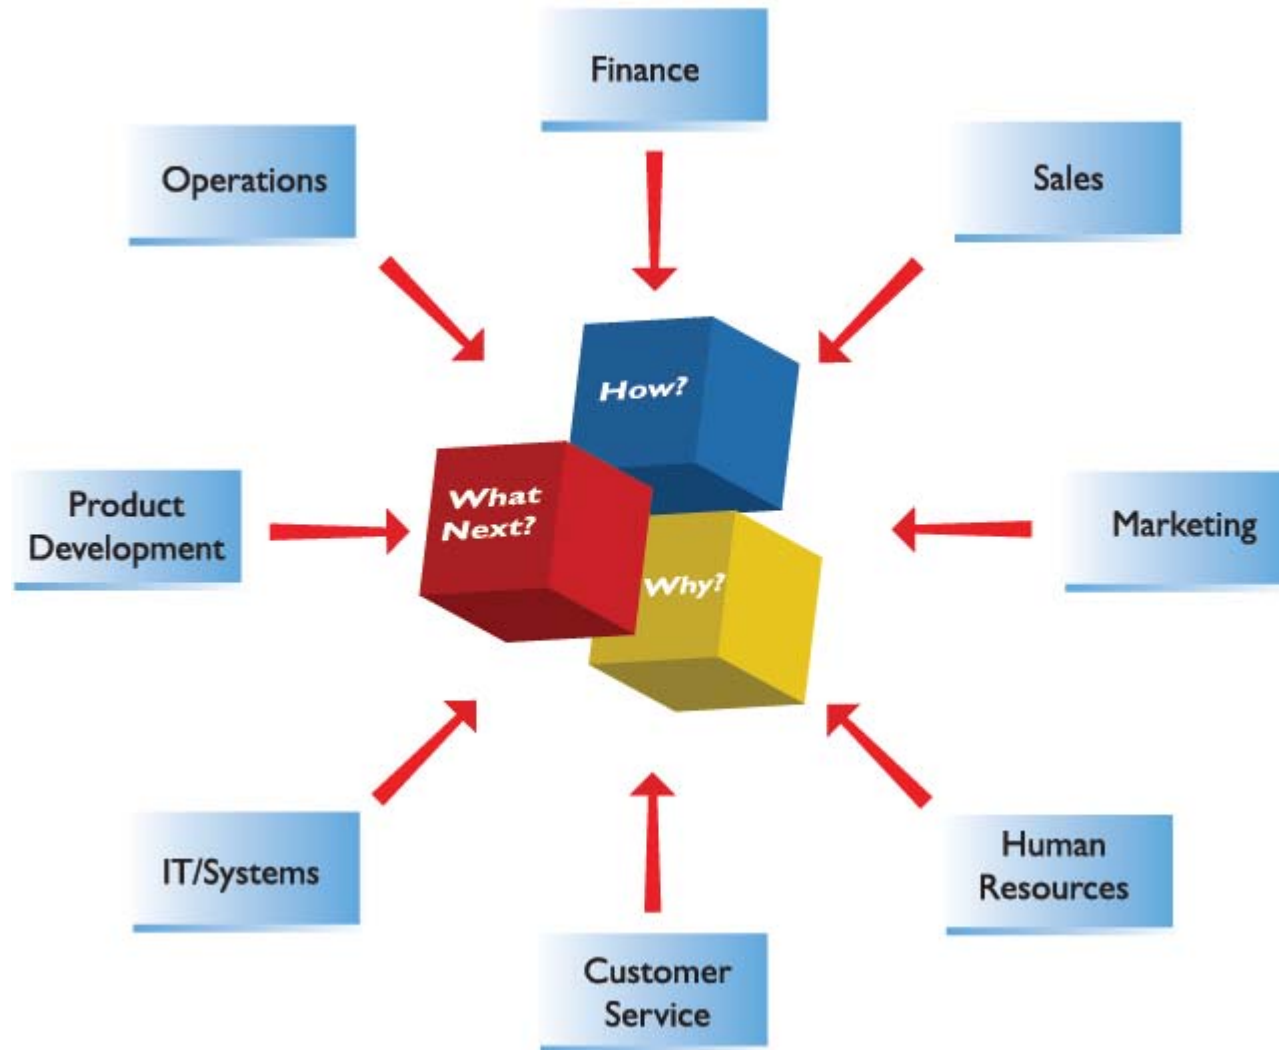 Finance
Operations
Sales
How?
What
Next?
Product
Development
Marketing
Why?
IT/Systems
Human
Resources
Customer
Service